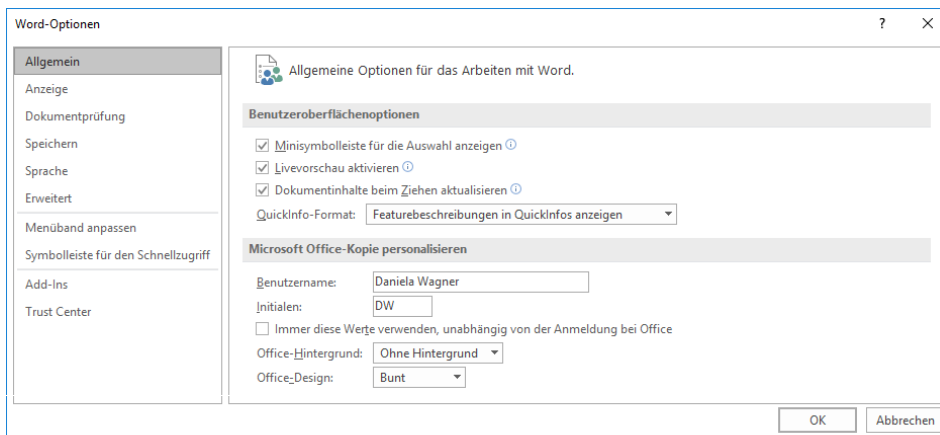 Word-Optionen ?
Allgemein
Anzeige
Dokumentprüfung
Speichern
Sprache
Erweitert
Menüband anpassen
Symbolleiste für den Schnellzugriff
Add-Ins
Trust Center
Allgemeine Optionen für das Arbeiten mit Word.
Benutzeroberflächenoptionen
Minisymbolleiste für die Auswahl anzeigen
Livevorschau aktivieren
Dokumentinhalte beim Ziehen aktualisieren
QuickInfo-Format: Featurebeschreibungen in QuickInfos anzeigen
Microsoft Office-Kopie personalisieren
Benutzername: Daniela Wagner
Initialen: DW
Immer diese Werte verwenden, unabhängig von der Anmeldung bei Office
Office-Hintergrund: Ohne Hintergrund
Office-Design: Bunt
OK Abbrechen